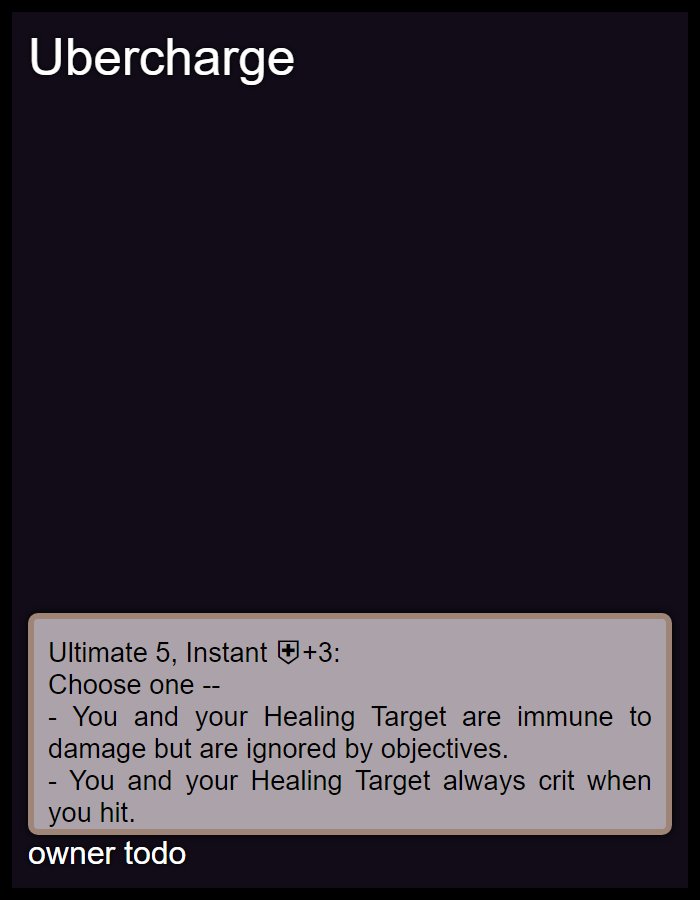 Ubercharge
Ultimate 5, Instant ⛨+3:
Choose one --
- You and your Healing Target are immune to
damage but are ignored by objectives.
- You and your Healing Target always crit when
you hit.
owner todo